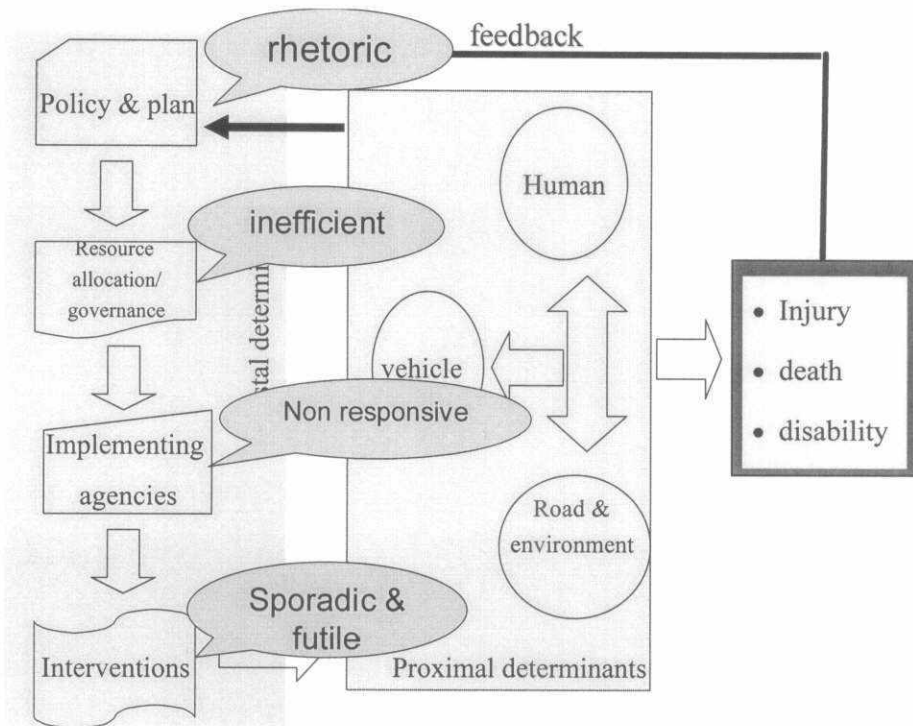 rhetoric
feedback
Policy & plan
Human
inefficient
Resource
allocation/
governance
vehicle
• Injury
• death
• disability
Non responsive
Implementing
agencies
Road &
environment
Sporadic &
futile
Interventions
Proximal determinants